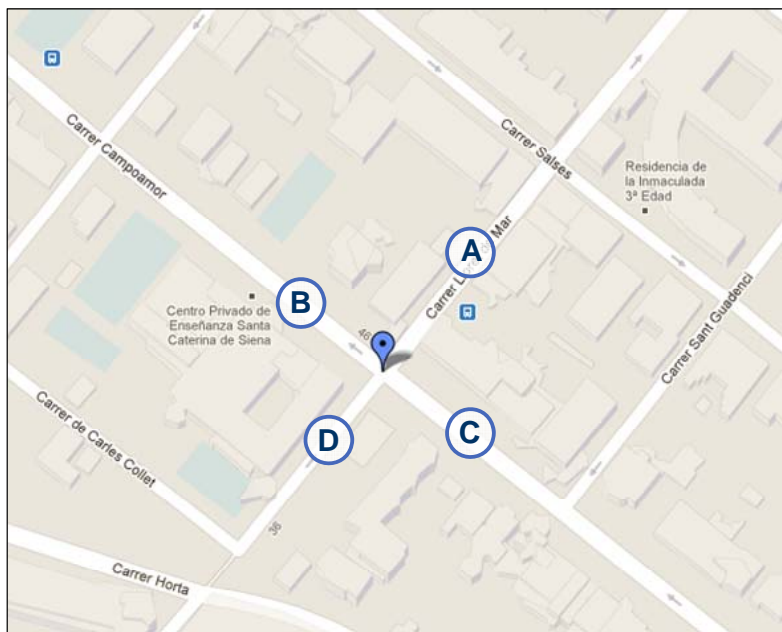 Carrer Campoamor
Carrer Salses
Residencia de
la Inmaculada
3ª Edad
A
Mar
Carrer
B
Centro Privado de
Enseñanza Santa
Caterina de Siena
46
Carrer Sant Guadenci
D
C
Carrer de Carles Collet
36
Carrer Horta